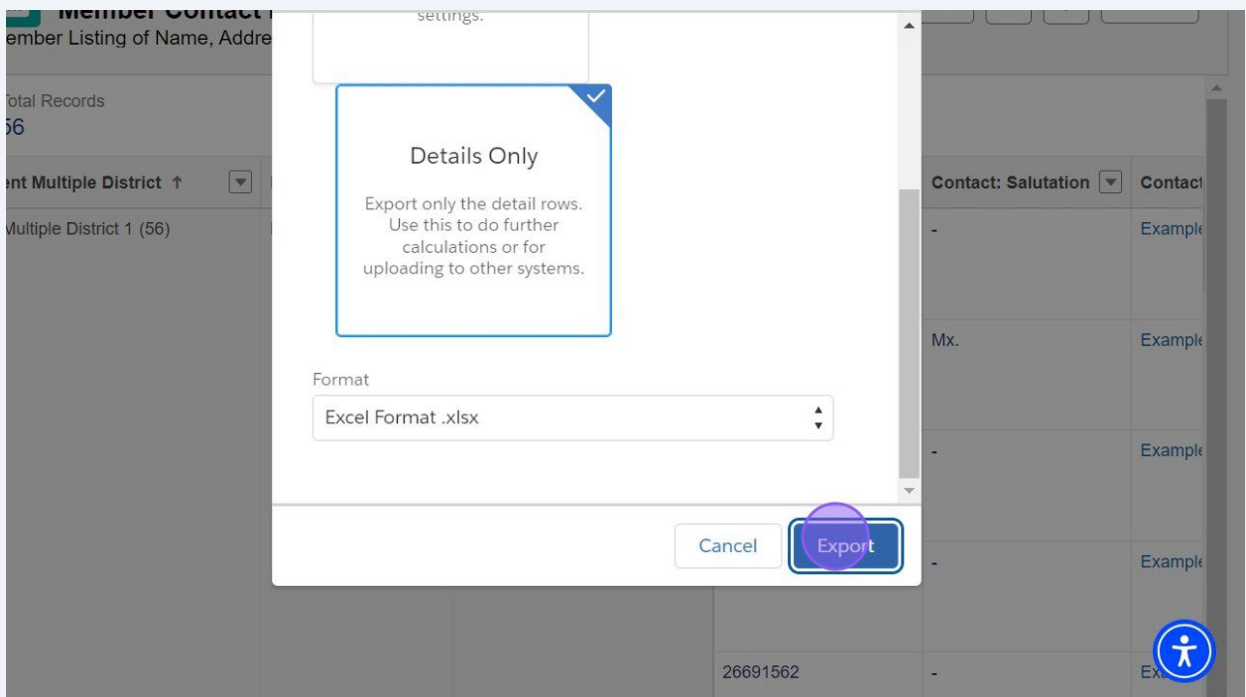 Member Contact
ember Listing of Name, Addre
settings.
Total Records
56
Details Only
Export only the detail rows.
Use this to do further
calculations or for
uploading to other systems.
ent Multiple District ↑
Contact: Salutation
Contact
Multiple District 1 (56)
-
Example
Mx.
Example
Format
Excel Format .xlsx
-
Example
Cancel
Export
-
Example
26691562
-